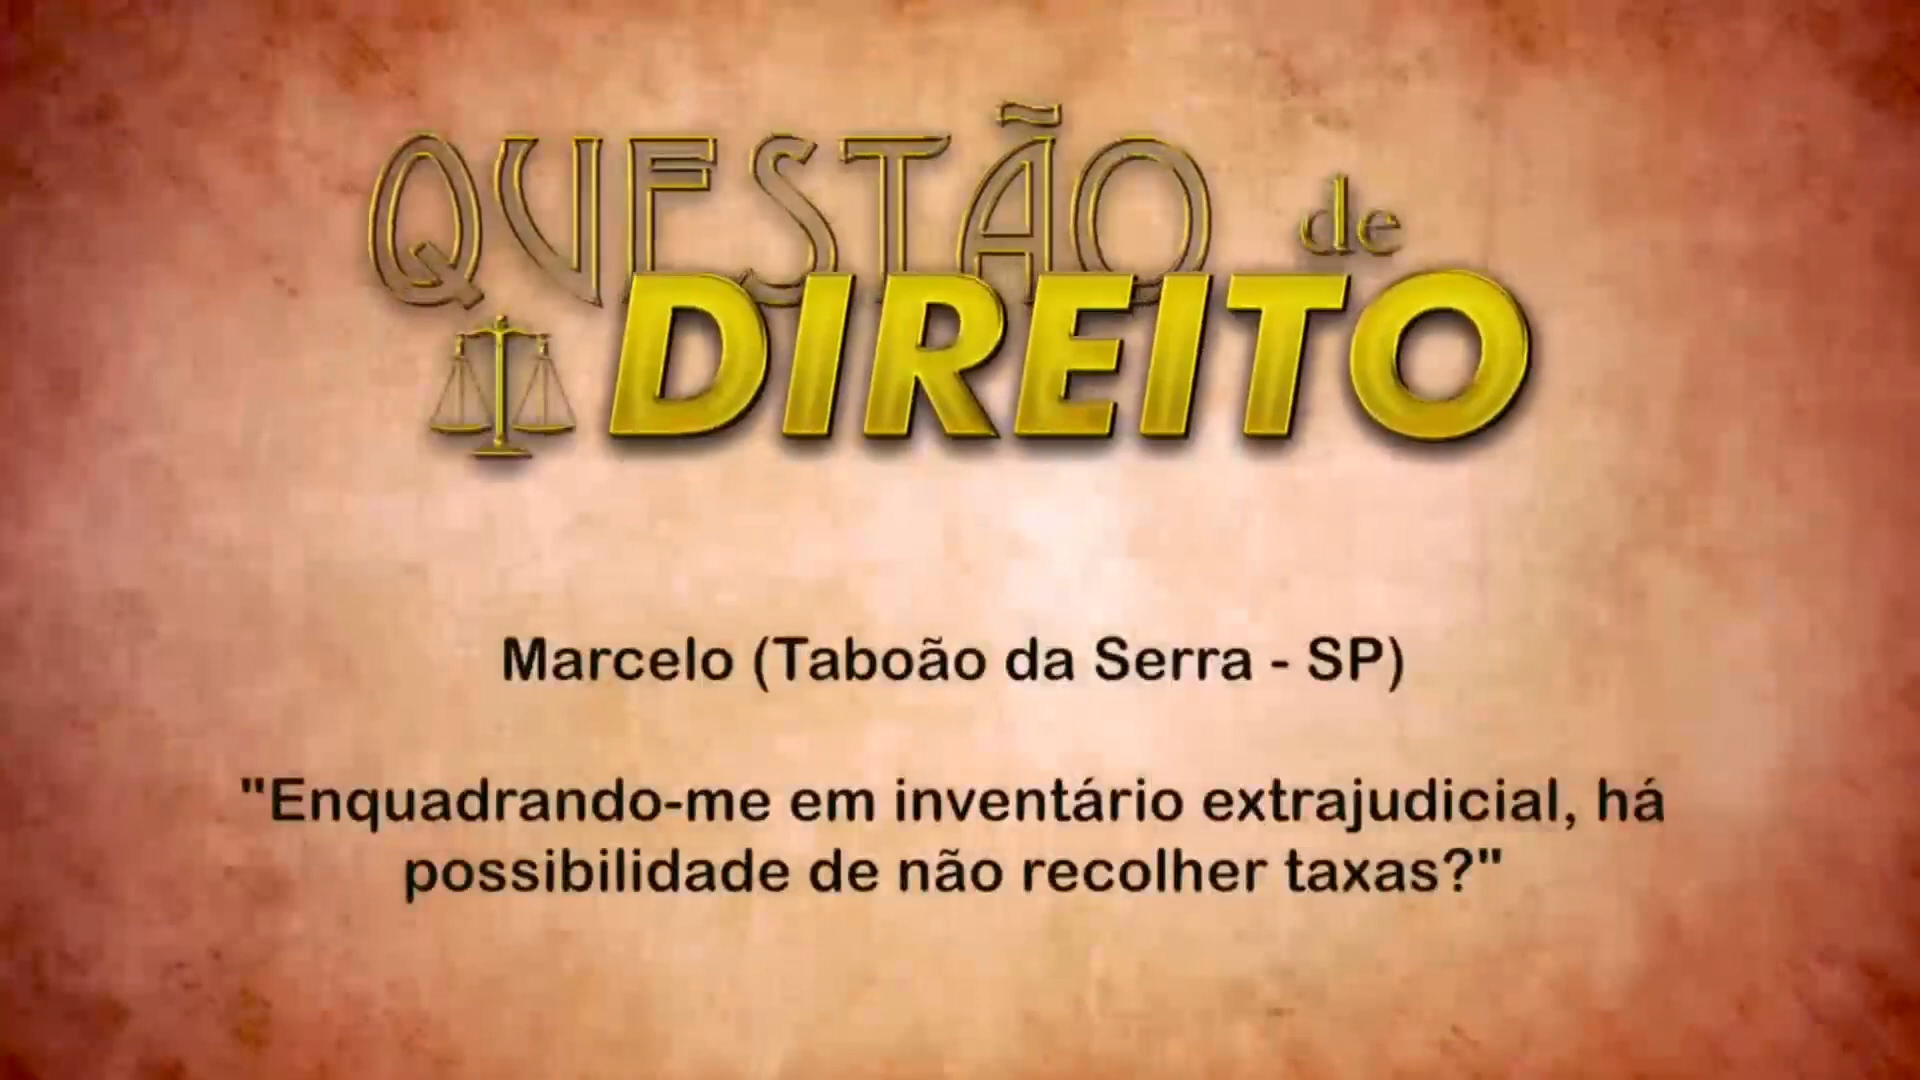 QUESTÃO de
DIREITO
Marcelo (Taboão da Serra - SP)
"Enquadrando-me em inventário extrajudicial, há
possibilidade de não recolher taxas?"